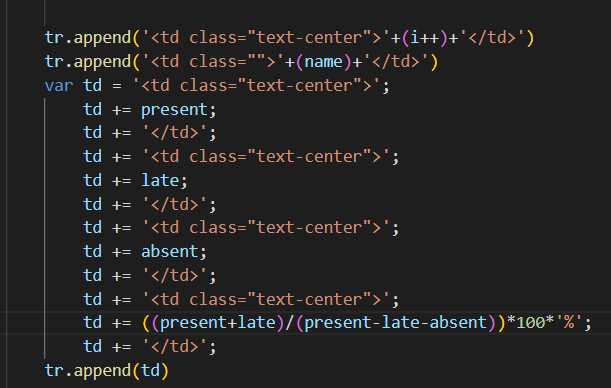 tr.append('<td class="text-center">'+(i++)+'</td>')
tr.append('<td class="">'+(name)+'</td>')
var td = '<td class="text-center">';
td += present;
td += '</td>';
td += '<td class="text-center">';
td += late;
td += '</td>';
td += '<td class="text-center">';
td += absent;
td += '</td>';
td += '<td class="text-center">';
td += ((present+late)/(present-late-absent))*100*'%';
td += '</td>';
tr.append(td)